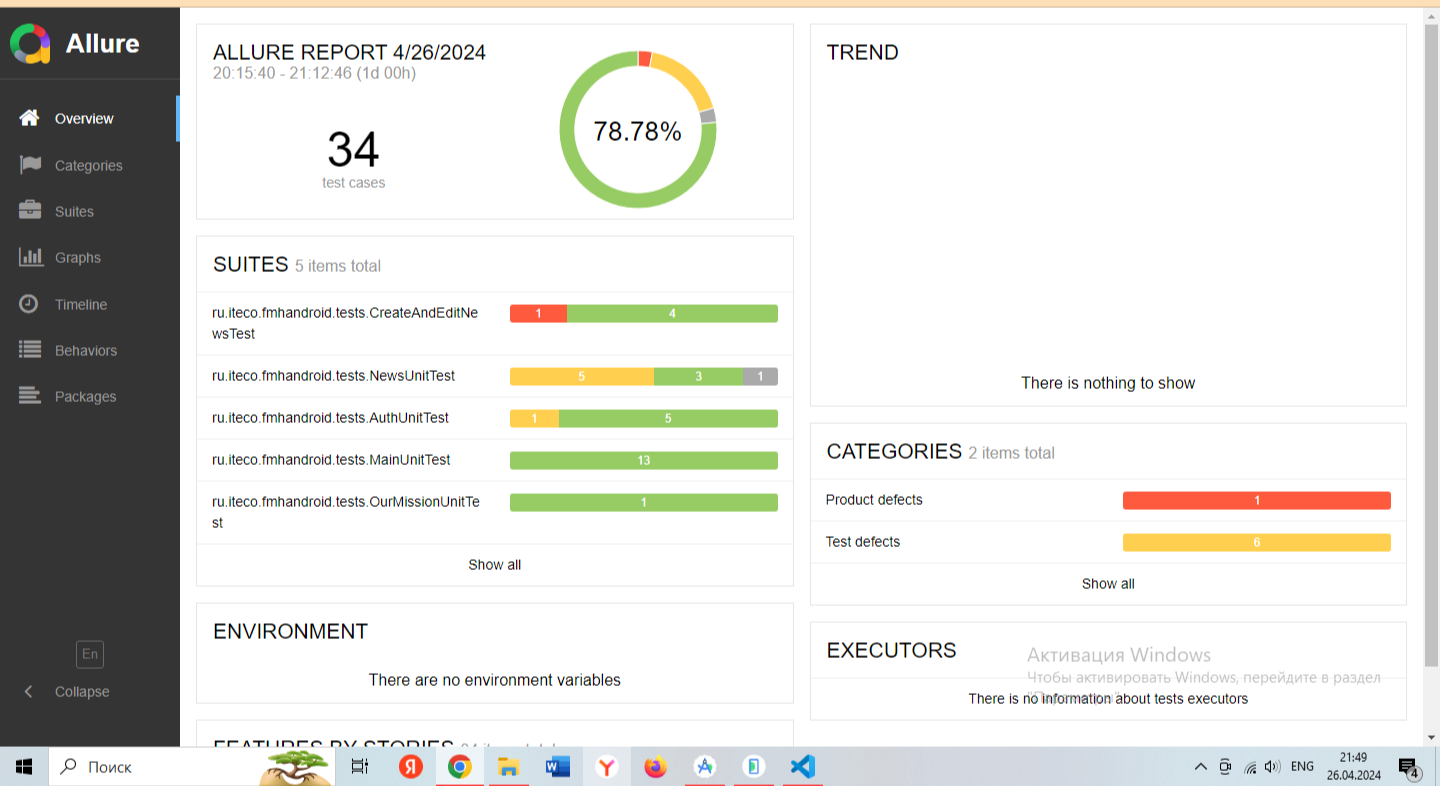 Allure
Overview
Categories
Suites
Graphs
Timeline
Behaviors
Packages
En
Collapse
ALLURE REPORT 4/26/2024
20:15:40 - 21:12:46 (1d 00h)
34
test cases
78.78%
SUITES 5 items total
ru.iteco.fmhandroid.tests.CreateAndEditNe
wsTest
1 4
ru.iteco.fmhandroid.tests.NewsUnitTest
5 3 1
ru.iteco.fmhandroid.tests.AuthUnitTest
1 5
ru.iteco.fmhandroid.tests.MainUnitTest
13
ru.iteco.fmhandroid.tests.OurMissionUnitTe
st
1
Show all
ENVIRONMENT
There are no environment variables
FEATURES BY STORIES
TREND
There is nothing to show
CATEGORIES 2 items total
Product defects
1
Test defects
6
Show all
EXECUTORS
There is no information about tests executors
Активация Windows
Чтобы активировать Windows, перейдите в раздел
"Параметры".
Поиск
ENG
21:49
26.04.2024
4